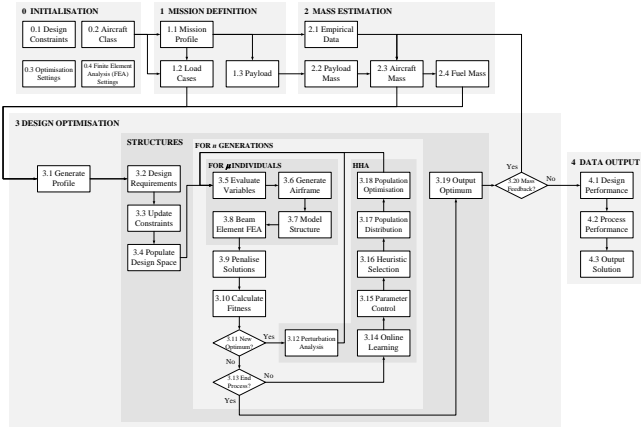 0 INITIALISATION
0.1 Design
Constraints
0.2 Aircraft
Class
0.3 Optimisation
Settings
0.4 Finite Element
Analysis (FEA)
Settings
1 MISSION DEFINITION
1.1 Mission
Profile
1.2 Load
Cases
1.3 Payload
2 MASS ESTIMATION
2.1 Empirical
Data
2.2 Payload
Mass
2.3 Aircraft
Mass
2.4 Fuel Mass
3 DESIGN OPTIMISATION
3.1 Generate
Profile
STRUCTURES
3.2 Design
Requirements
3.3 Update
Constraints
3.4 Populate
Design Space
FOR n GENERATIONS
FOR μ INDIVIDUALS
3.5 Evaluate
Variables
3.6 Generate
Airframe
3.7 Model
Structure
3.8 Beam
Element FEA
3.9 Penalise
Solutions
3.10 Calculate
Fitness
3.11 New
Optimum?
Yes
No
3.12 Perturbation
Analysis
3.13 End
Process?
No
Yes
HHA
3.18 Population
Optimisation
3.17 Population
Distribution
3.16 Heuristic
Selection
3.15 Parameter
Control
3.14 Online
Learning
3.19 Output
Optimum
3.20 Mass
Feedback?
Yes
No
4 DATA OUTPUT
4.1 Design
Performance
4.2 Process
Performance
4.3 Output
Solution